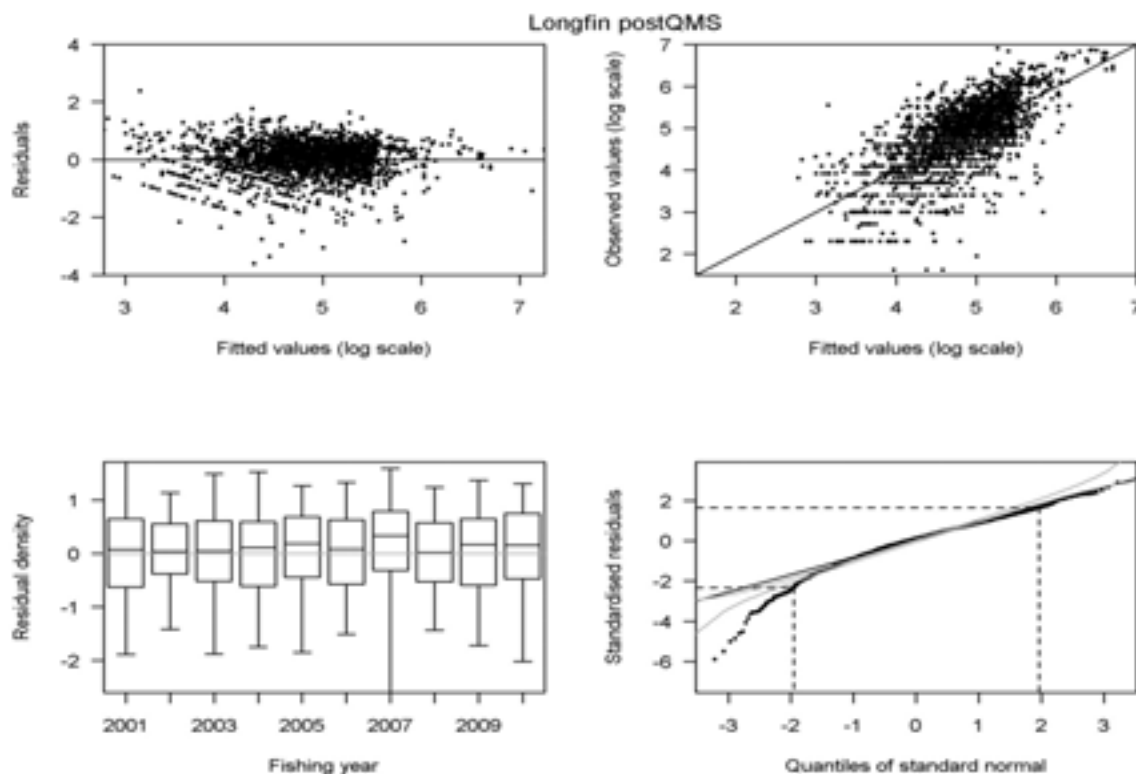 Longfin postQMS
4
2
0
-2
-4
Residuals
3 4 5 6 7
Fitted values (log scale)
7
6
5
4
3
2
Observed values (log scale)
2 3 4 5 6 7
Fitted values (log scale)
1
0
-1
-2
Residual density
2001 2003 2005 2007 2009
Fishing year
2
0
-2
-4
-6
Standardised residuals
-3 -2 -1 0 1 2 3
Quantiles of standard normal